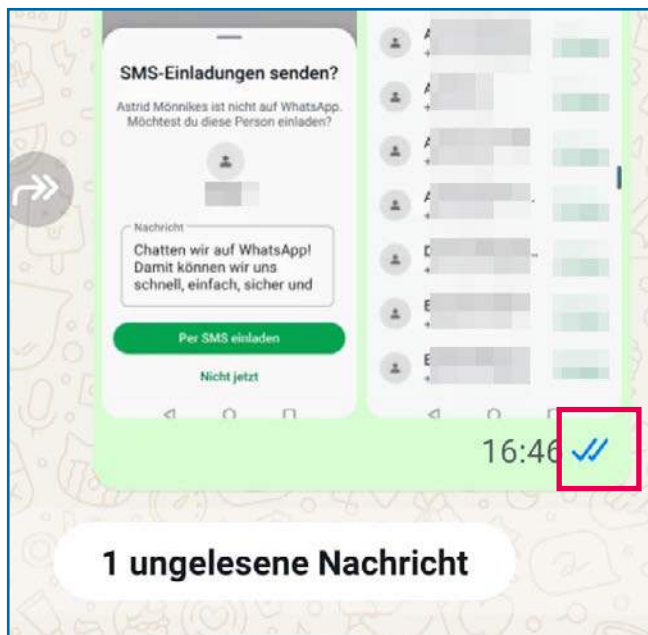 SMS-Einladungen senden?
Astrid Mönnikes ist nicht auf WhatsApp.
Möchtest du diese Person einladen?
Nachricht
Chatten wir auf WhatsApp!
Damit können wir uns
schnell, einfach, sicher und
Per SMS einladen
Nicht jetzt
A
+
A
+
A
+
A
+
D
+
E
+
E
+
16:46
1 ungelesene Nachricht